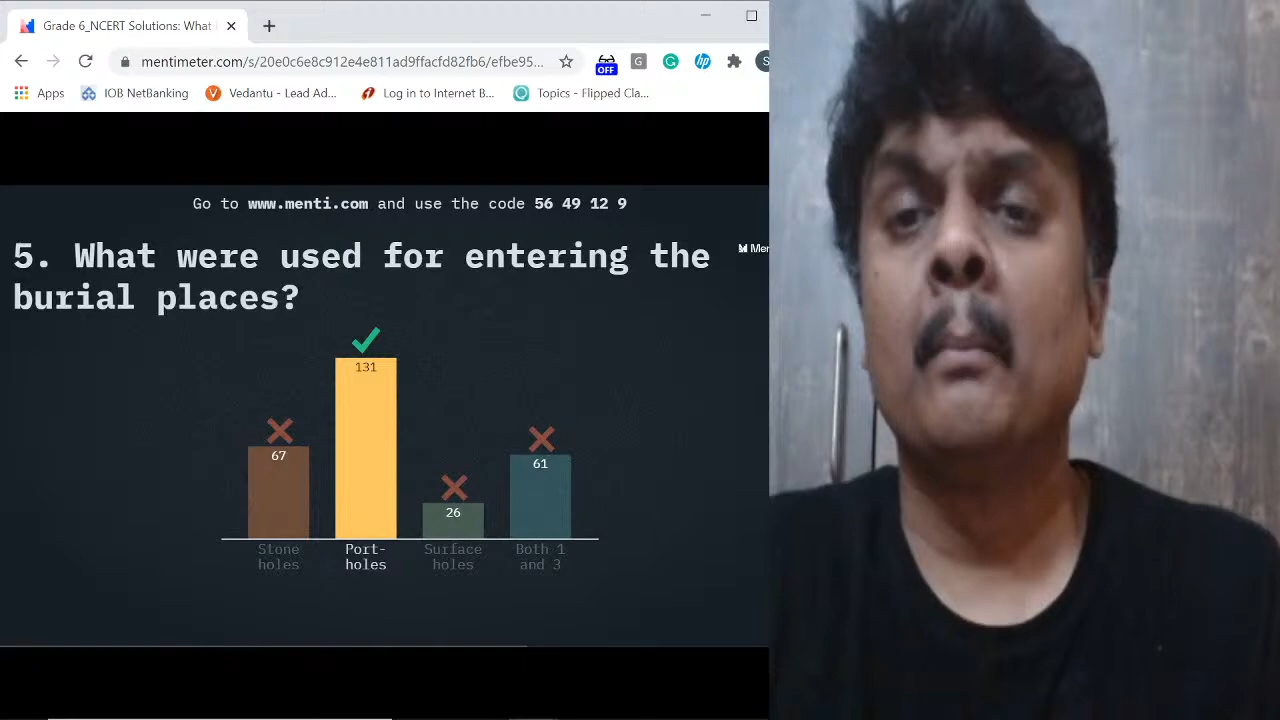 Grade 6_NCERT Solutions: What
mentimeter.com/s/20e0c6e8c912e4e811ad9ffacfd82fb6/efbe95...
OFF
G
hp
S
Apps
IOB NetBanking
Vedantu - Lead Ad...
Log in to Internet B...
Topics - Flipped Cla...
Go to www.menti.com and use the code 56 49 12 9
5. What were used for entering the
burial places?
Men
131
67
61
26
Stone
holes
Port-
holes
Surface
holes
Both 1
and 3